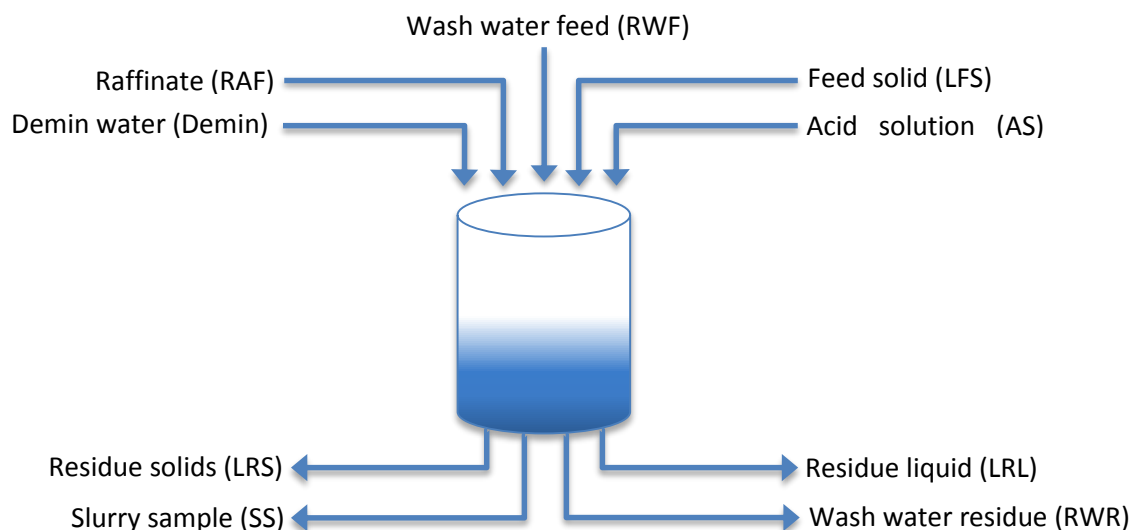 Wash water feed (RWF)
Raffinate (RAF)
Feed solid (LFS)
Demin water (Demin)
Acid solution (AS)
Residue solids (LRS)
Residue liquid (LRL)
Slurry sample (SS)
Wash water residue (RWR)